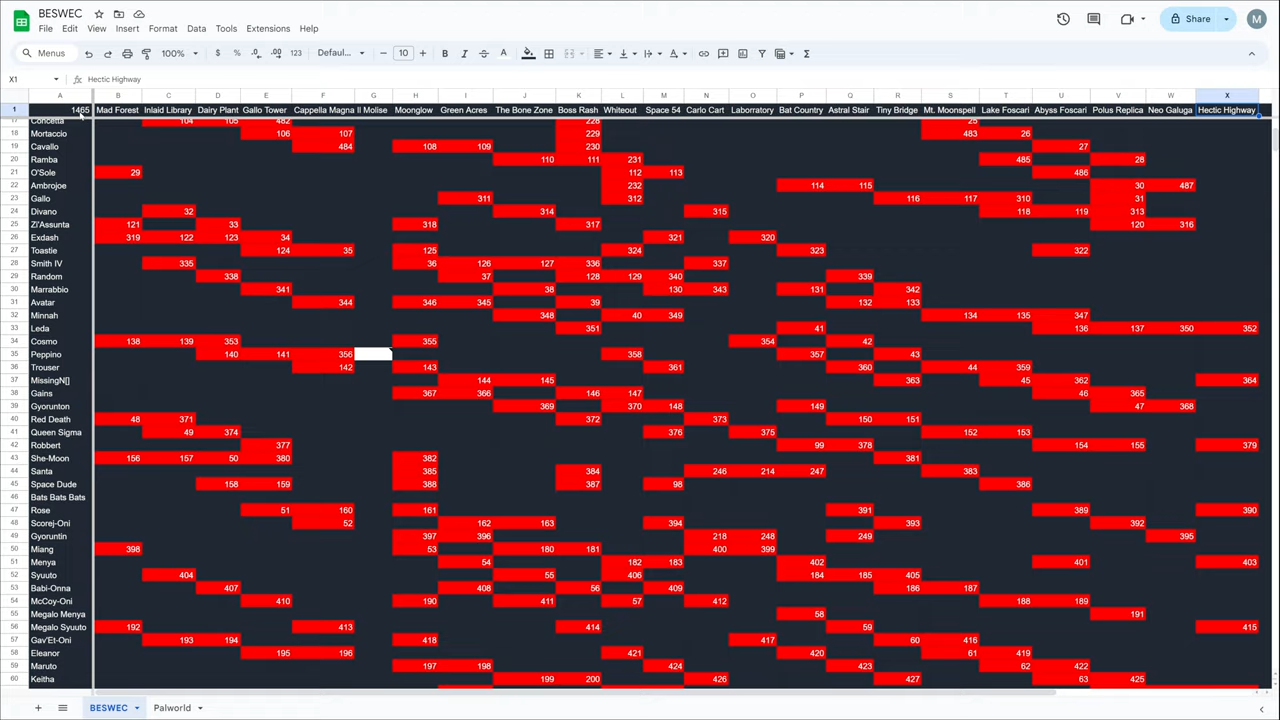 BESWEC
File Edit View Insert Format Data Tools Extensions Help
Share
M
Menus 100% $ % .0 .00 123 Defaul... 10 B I A
X1 fx Hectic Highway
A B C D E F G H I J K L M N O P Q R S T U V W X
1 1465 Mad Forest Inlaid Library Dairy Plant Gallo Tower Cappella Magna Il Molise Moonglow Green Acres The Bone Zone Boss Rash Whiteout Space 54 Carlo Cart Laborratory Bat Country Astral Stair Tiny Bridge Mt. Moonspell Lake Foscari Abyss Foscari Polus Replica Neo Galuga Hectic Highway
17 Concetta 104 105 482 228 25
18 Mortaccio 106 107 229 483 26
19 Cavallo 484 108 109 230 27
20 Ramba 110 111 231 485 28
21 O'Sole 29 112 113 486
22 Ambrojoe 232 114 115 30 487
23 Gallo 311 312 116 117 310 31
24 Divano 32 314 315 118 119 313
25 Zi'Assunta 121 33 318 317 120 316
26 Exdash 319 122 123 34 321 320
27 Toastie 124 35 125 324 323 322
28 Smith IV 335 36 126 127 336 337
29 Random 338 37 128 129 340 339
30 Marrabbio 341 38 130 343 131 342
31 Avatar 344 346 345 39 132 133
32 Minnah 348 40 349 134 135 347
33 Leda 351 41 136 137 350 352
34 Cosmo 138 139 353 355 354 42
35 Peppino 140 141 356 358 357 43
36 Trouser 142 143 361 360 44 359
37 MissingN[] 144 145 363 45 362 364
38 Gains 367 366 146 147 46 365
39 Gyorunton 369 370 148 149 47 368
40 Red Death 48 371 372 373 150 151
41 Queen Sigma 49 374 376 375 152 153
42 Robbert 377 99 378 154 155 379
43 She-Moon 156 157 50 380 382 381
44 Santa 385 384 246 214 247 383
45 Space Dude 158 159 388 387 98 386
46 Bats Bats Bats
47 Rose 51 160 161 391 389 390
48 Scorej-Oni 52 162 163 394 393 392
49 Gyoruntin 397 396 218 248 249 395
50 Miang 398 53 180 181 400 399
51 Menya 54 182 183 402 401 403
52 Syuuto 404 55 406 184 185 405
53 Babi-Onna 407 408 56 409 186 187
54 McCoy-Oni 410 190 411 57 412 188 189
55 Megalo Menya 58 191
56 Megalo Syuuto 192 413 414 59 415
57 Gav'Et-Oni 193 194 418 417 60 416
58 Eleanor 195 196 421 420 61 419
59 Maruto 197 198 424 423 62 422
60 Keitha 199 200 426 427 63 425
BESWEC Palworld